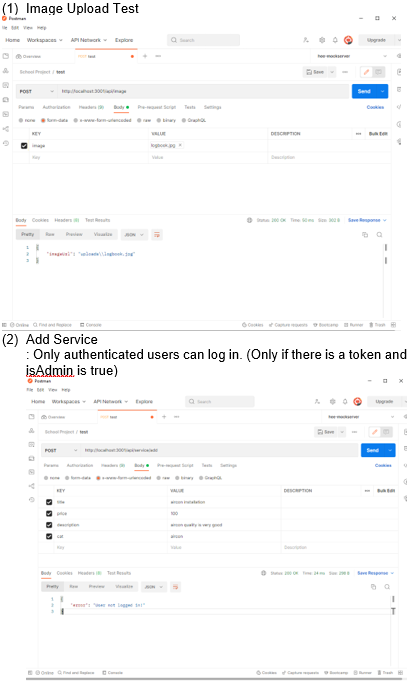 (1) Image Upload Test
Postman
File Edit View Help
Home Workspaces API Network Explore Search Upgrade
Overview POST test hee-mockserver
School Project / test Save
POST http://localhost:3001/api/image Send
Params Authorization Headers (9) Body Pre-request Script Tests Settings Cookies
none form-data x-www-form-urlencoded raw binary GraphQL
KEY VALUE DESCRIPTION Bulk Edit
image logbook.jpg
Key Value Description
Body Cookies Headers (8) Test Results Status: 200 OK Save Response
Pretty Raw Preview Visualize JSON
1 {
2 "imageUrl": "uploads\\logbook.jpg"
3 }
Online Find and Replace Console Cookies Capture requests Bootcamp Runner Trash
(2) Add Service
: Only authenticated users can log in. (Only if there is a token and
isAdmin is true)
Postman
File Edit View Help
Home Workspaces API Network Explore Search Upgrade
Overview POST test hee-mockserver
School Project / test Save
POST http://localhost:3001/api/service/add Send
Params Authorization Headers (9) Body Pre-request Script Tests Settings Cookies
none form-data x-www-form-urlencoded raw binary GraphQL
KEY VALUE DESCRIPTION Bulk Edit
title aircon installation
price 100
description aircon quality is very good
cat aircon
Key Value Description
Body Cookies Headers (8) Test Results Status: 200 OK Save Response
Pretty Raw Preview Visualize JSON
1 {
2 "error": "User not logged in!"
3 }
Online Find and Replace Console Cookies Capture requests Bootcamp Runner Trash